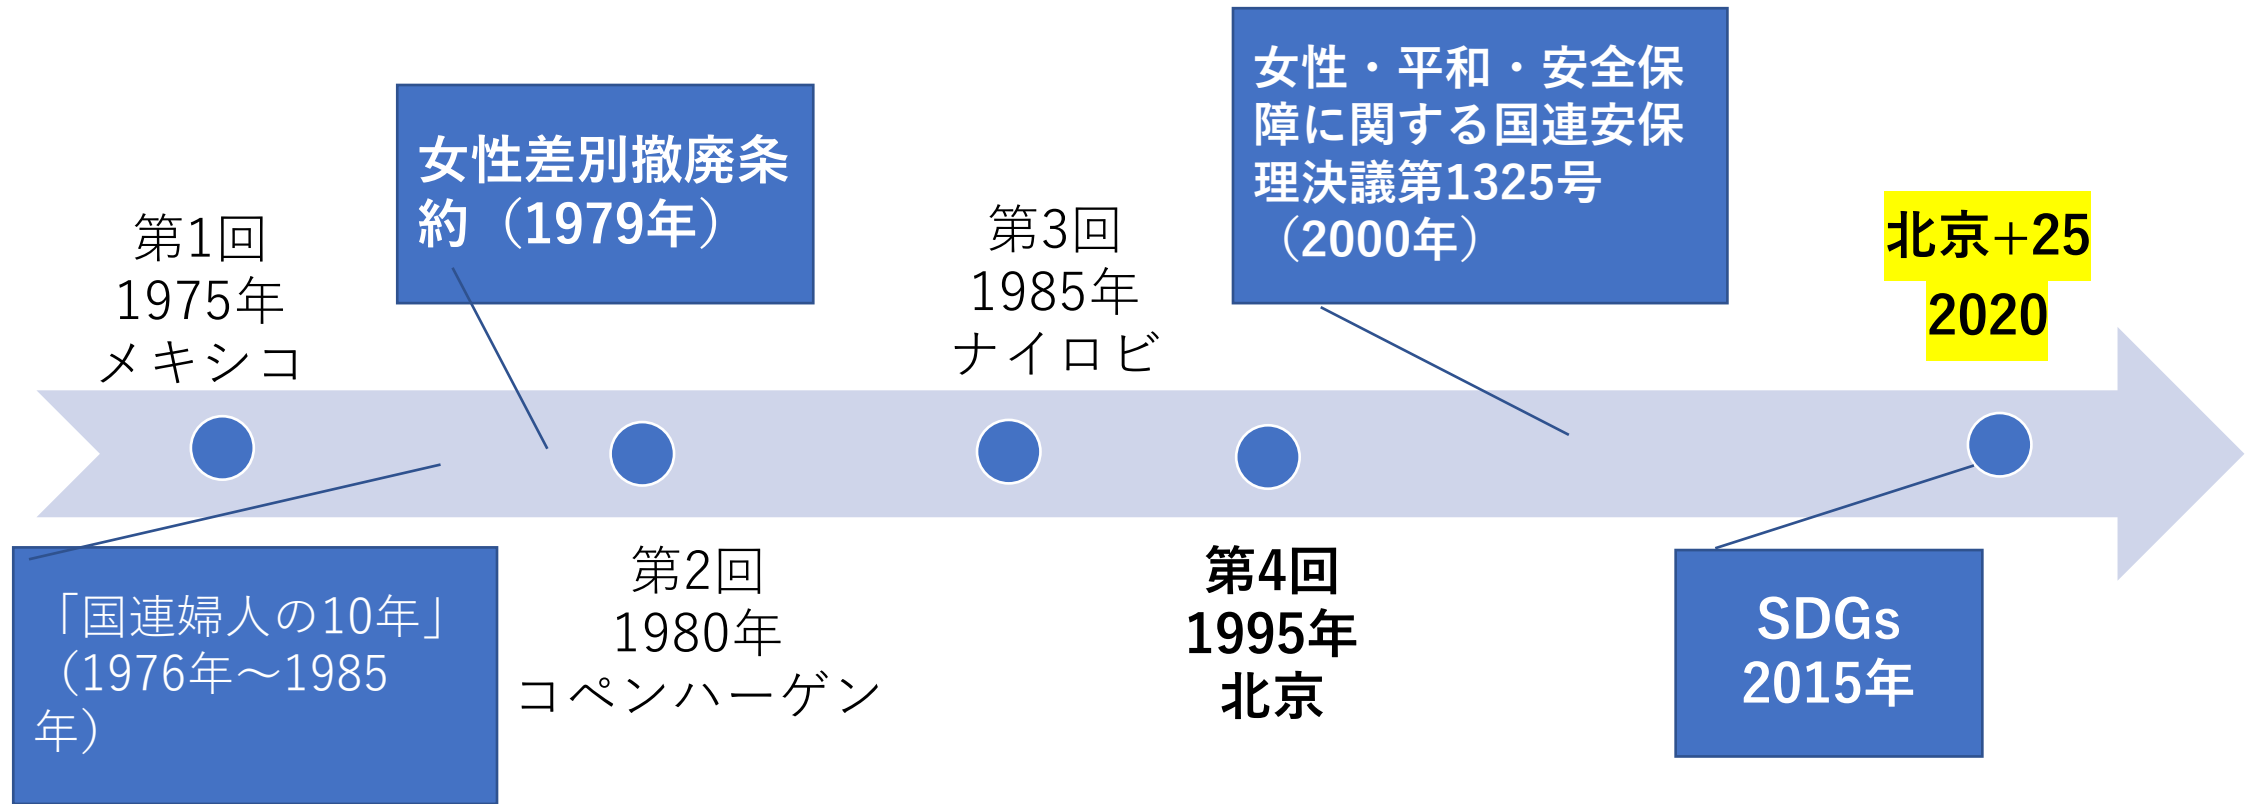 第1回
1975年
メキシコ
女性差別撤廃条
約（1979年）
第3回
1985年
ナイロビ
女性・平和・安全保
障に関する国連安保
理決議第1325号
（2000年）
北京+25
2020
「国連婦人の10年」
（1976年～1985
年）
第2回
1980年
コペンハーゲン
第4回
1995年
北京
SDGs
2015年